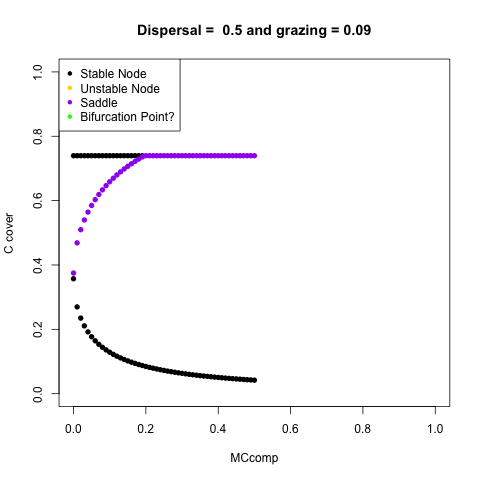 Dispersal =  0.5 and grazing = 0.09
Stable Node
Unstable Node
Saddle
Bifurcation Point?
C cover
1.0
0.8
0.6
0.4
0.2
0.0
0.0 0.2 0.4 0.6 0.8 1.0
MCcomp